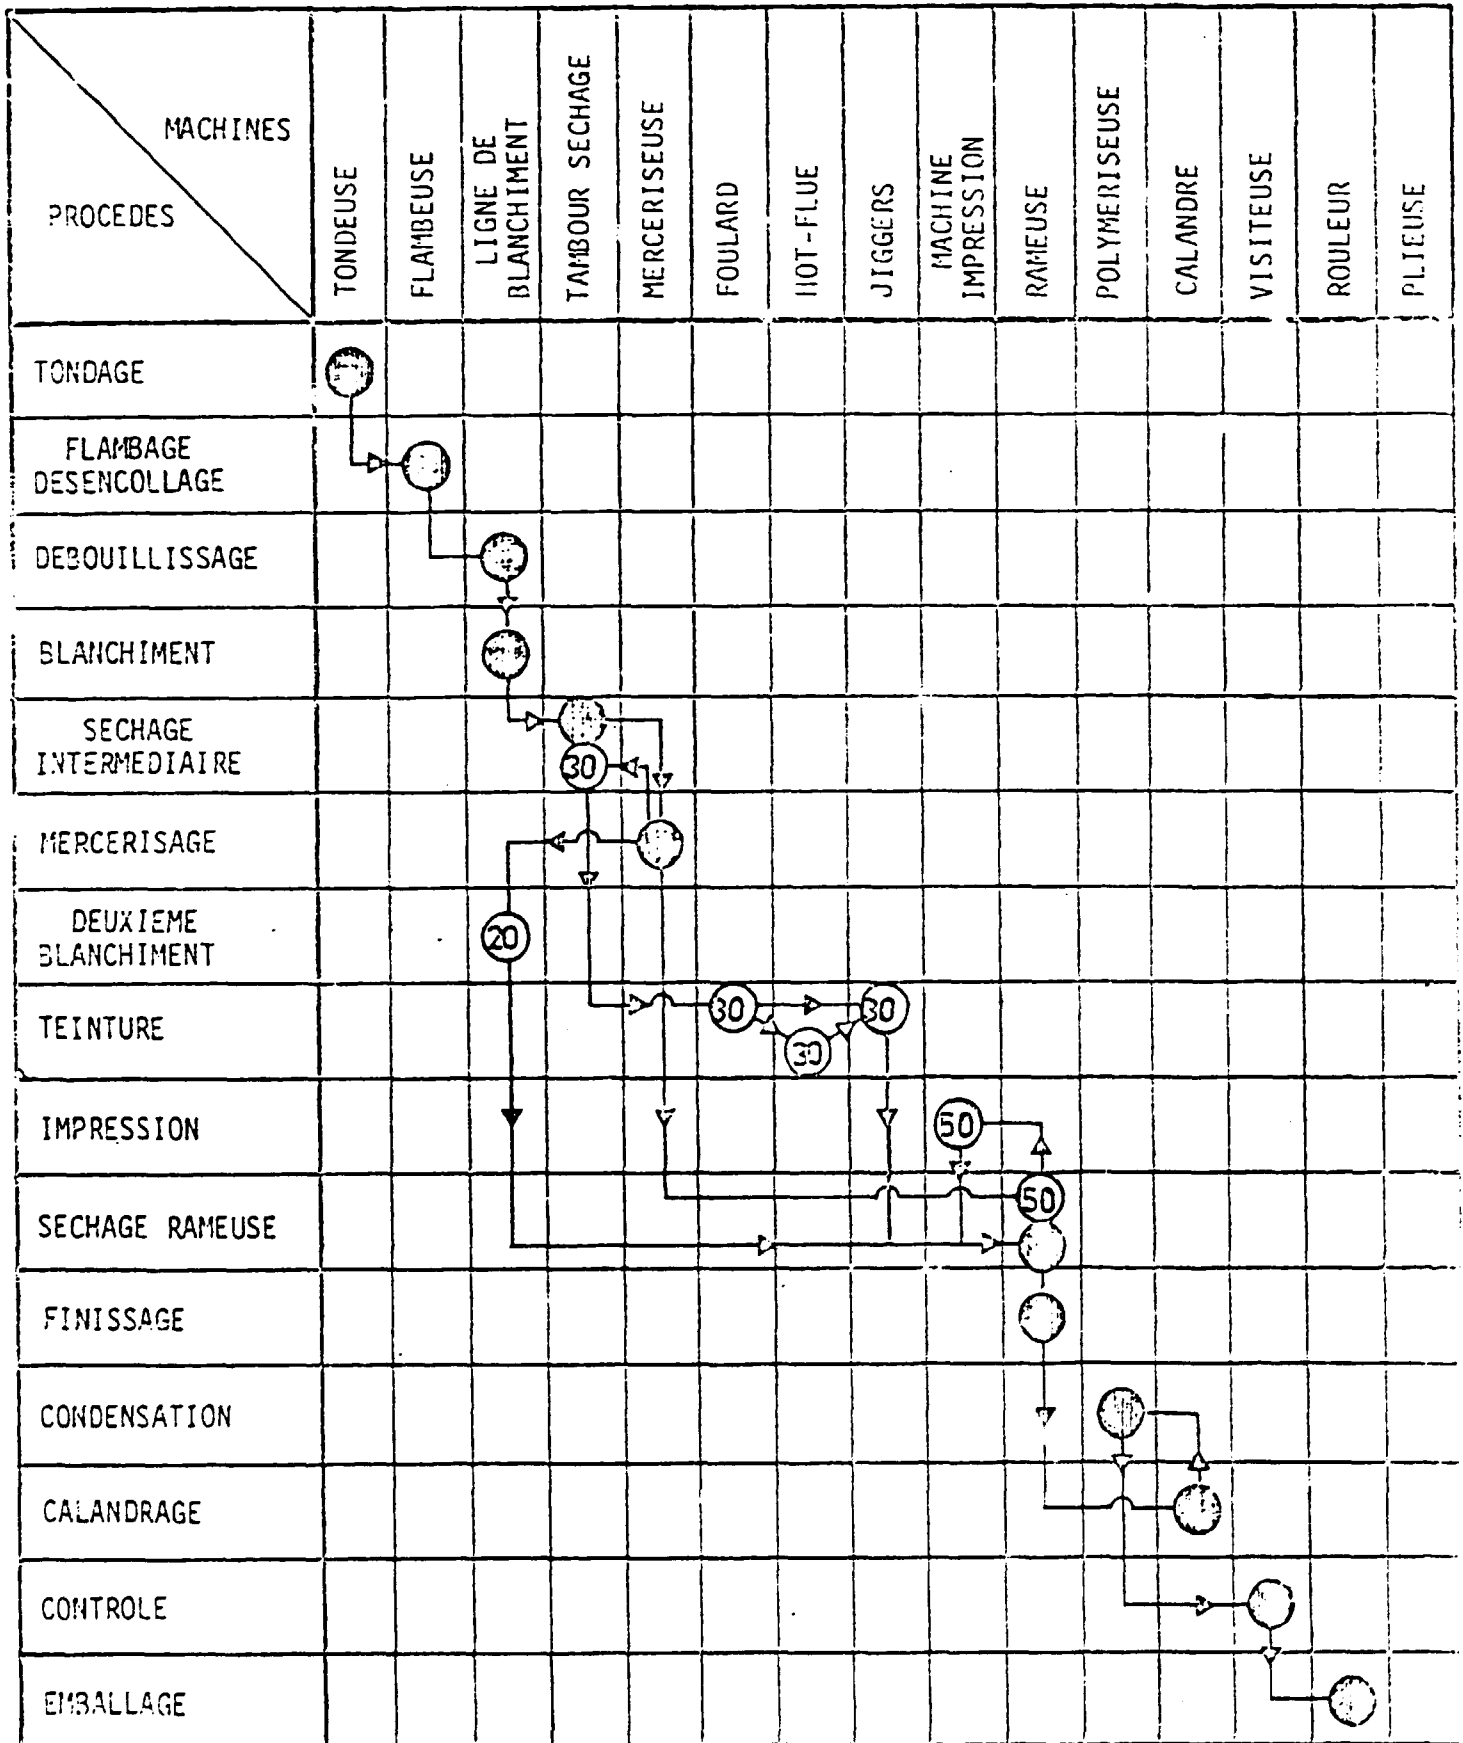 MACHINES
PROCEDES
TONDEUSE
FLAMBEUSE
LIGNE DE
BLANCHIMENT
TAMBOUR SECHAGE
MERCERISEUSE
FOULARD
HOT-FLUE
JIGGERS
MACHINE
IMPRESSION
RAMEUSE
POLYMERISEUSE
CALANDRE
VISITEUSE
ROULEUR
PLIEUSE
TONDAGE
FLAMBAGE
DESENCOLLAGE
DEBOUILLISSAGE
BLANCHIMENT
SECHAGE
INTERMEDIAIRE
30
MERCERISAGE
DEUXIEME
BLANCHIMENT
20
TEINTURE
30
30
30
IMPRESSION
50
SECHAGE RAMEUSE
50
FINISSAGE
CONDENSATION
CALANDRAGE
CONTROLE
EMBALLAGE